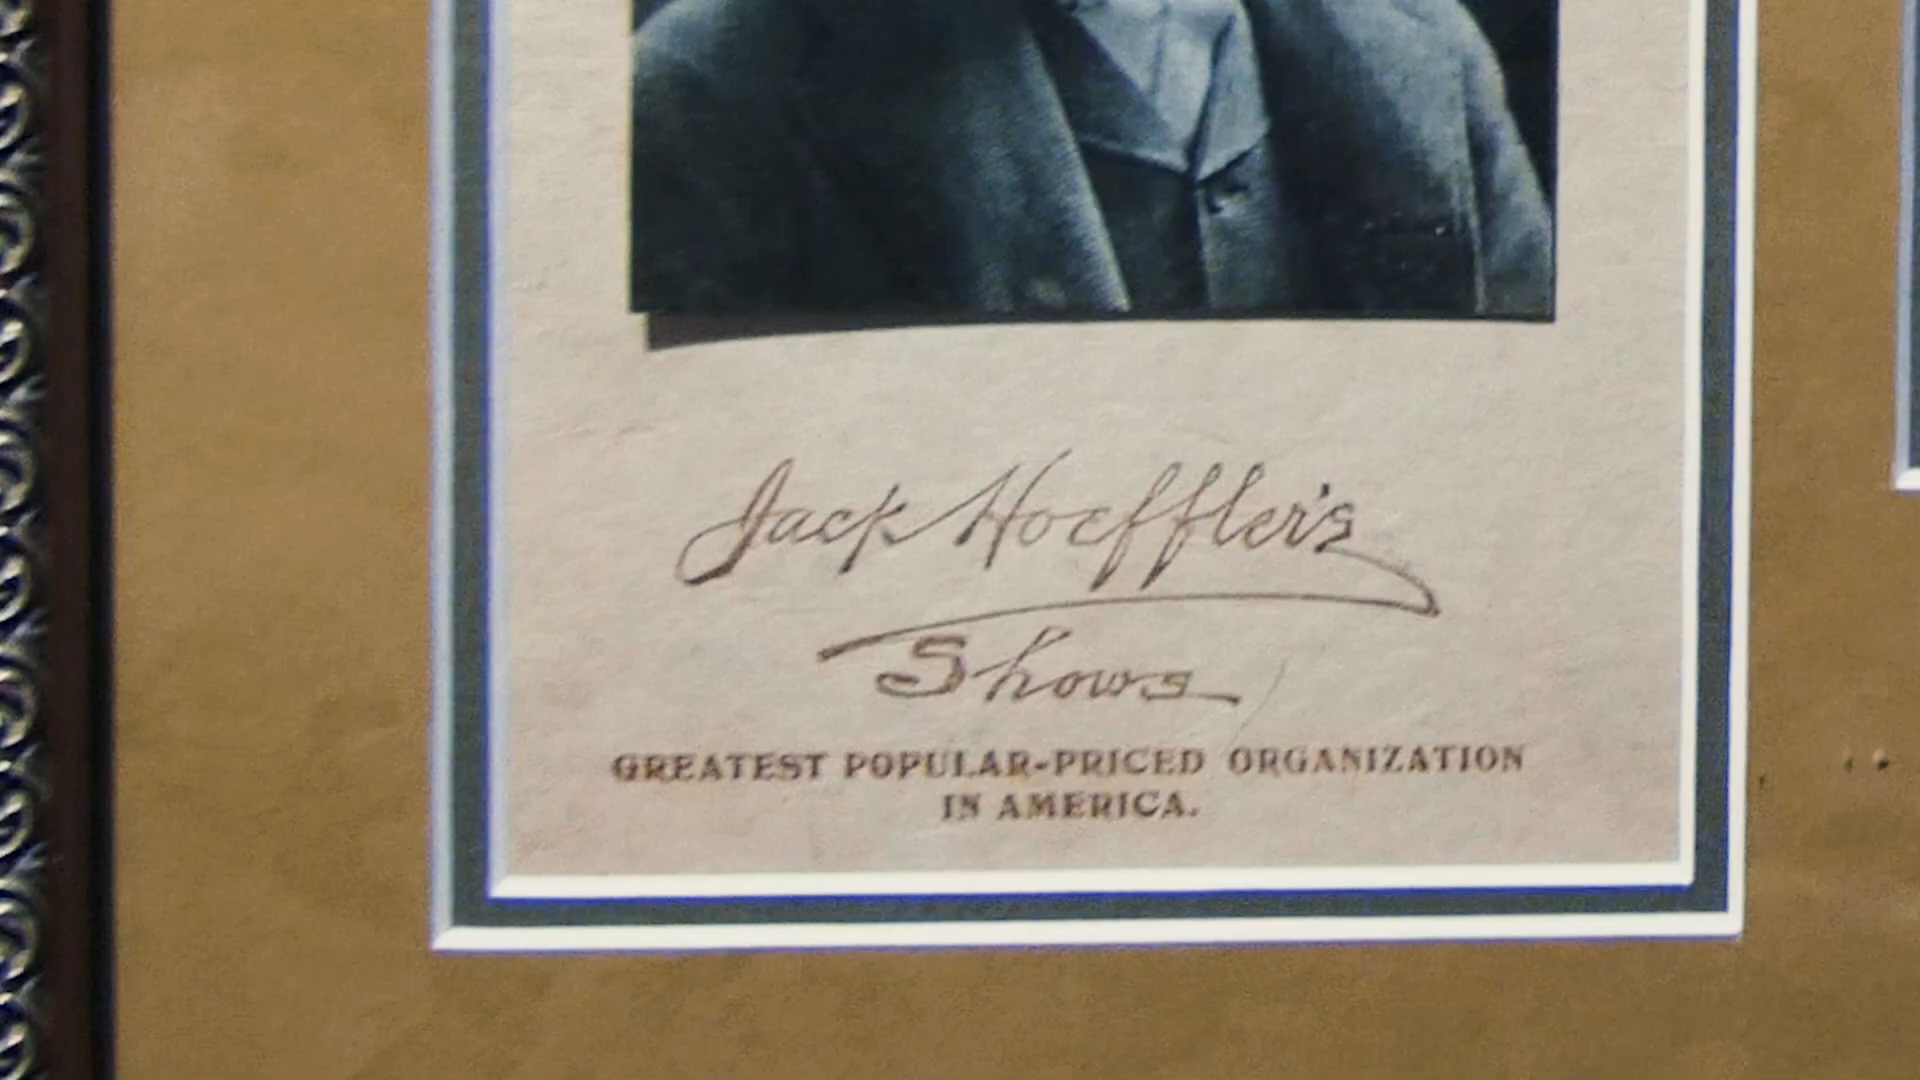 Jack Hoeffler's
Shows
GREATEST POPULAR-PRICED ORGANIZATION
IN AMERICA.